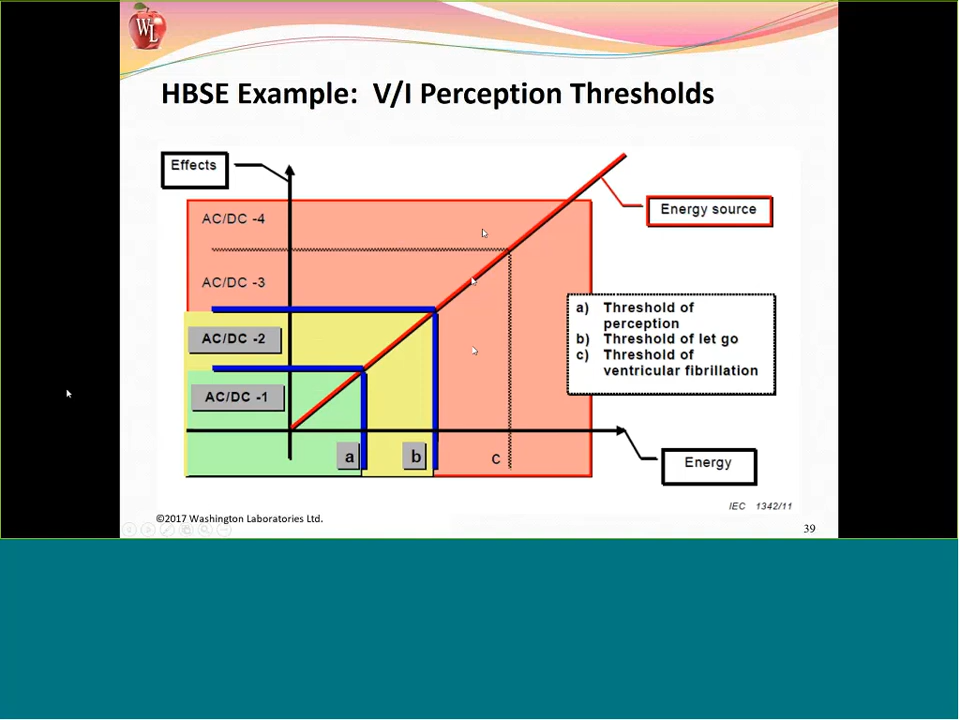 WL
HBSE Example: V/I Perception Thresholds
Effects
AC/DC -4
Energy source
AC/DC -3
a) Threshold of
perception
b) Threshold of let go
c) Threshold of
ventricular fibrillation
AC/DC -2
AC/DC -1
a
b
c
Energy
IEC 1342/11
©2017 Washington Laboratories Ltd.
39